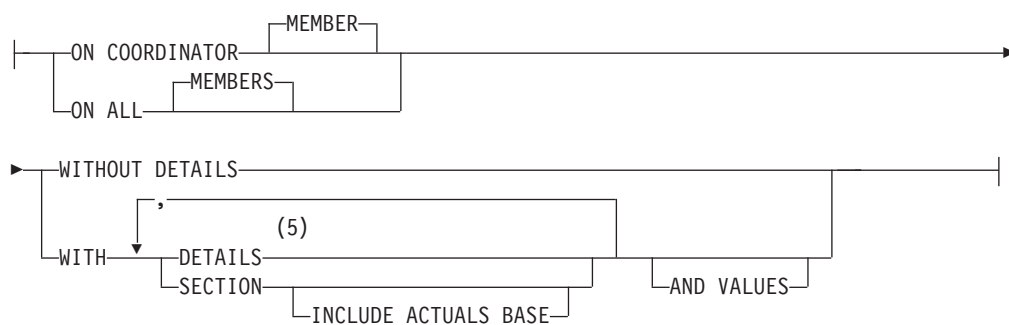 MEMBER
ON COORDINATOR
MEMBERS
ON ALL
WITHOUT DETAILS
,
(5)
WITH DETAILS
SECTION AND VALUES
INCLUDE ACTUALS BASE